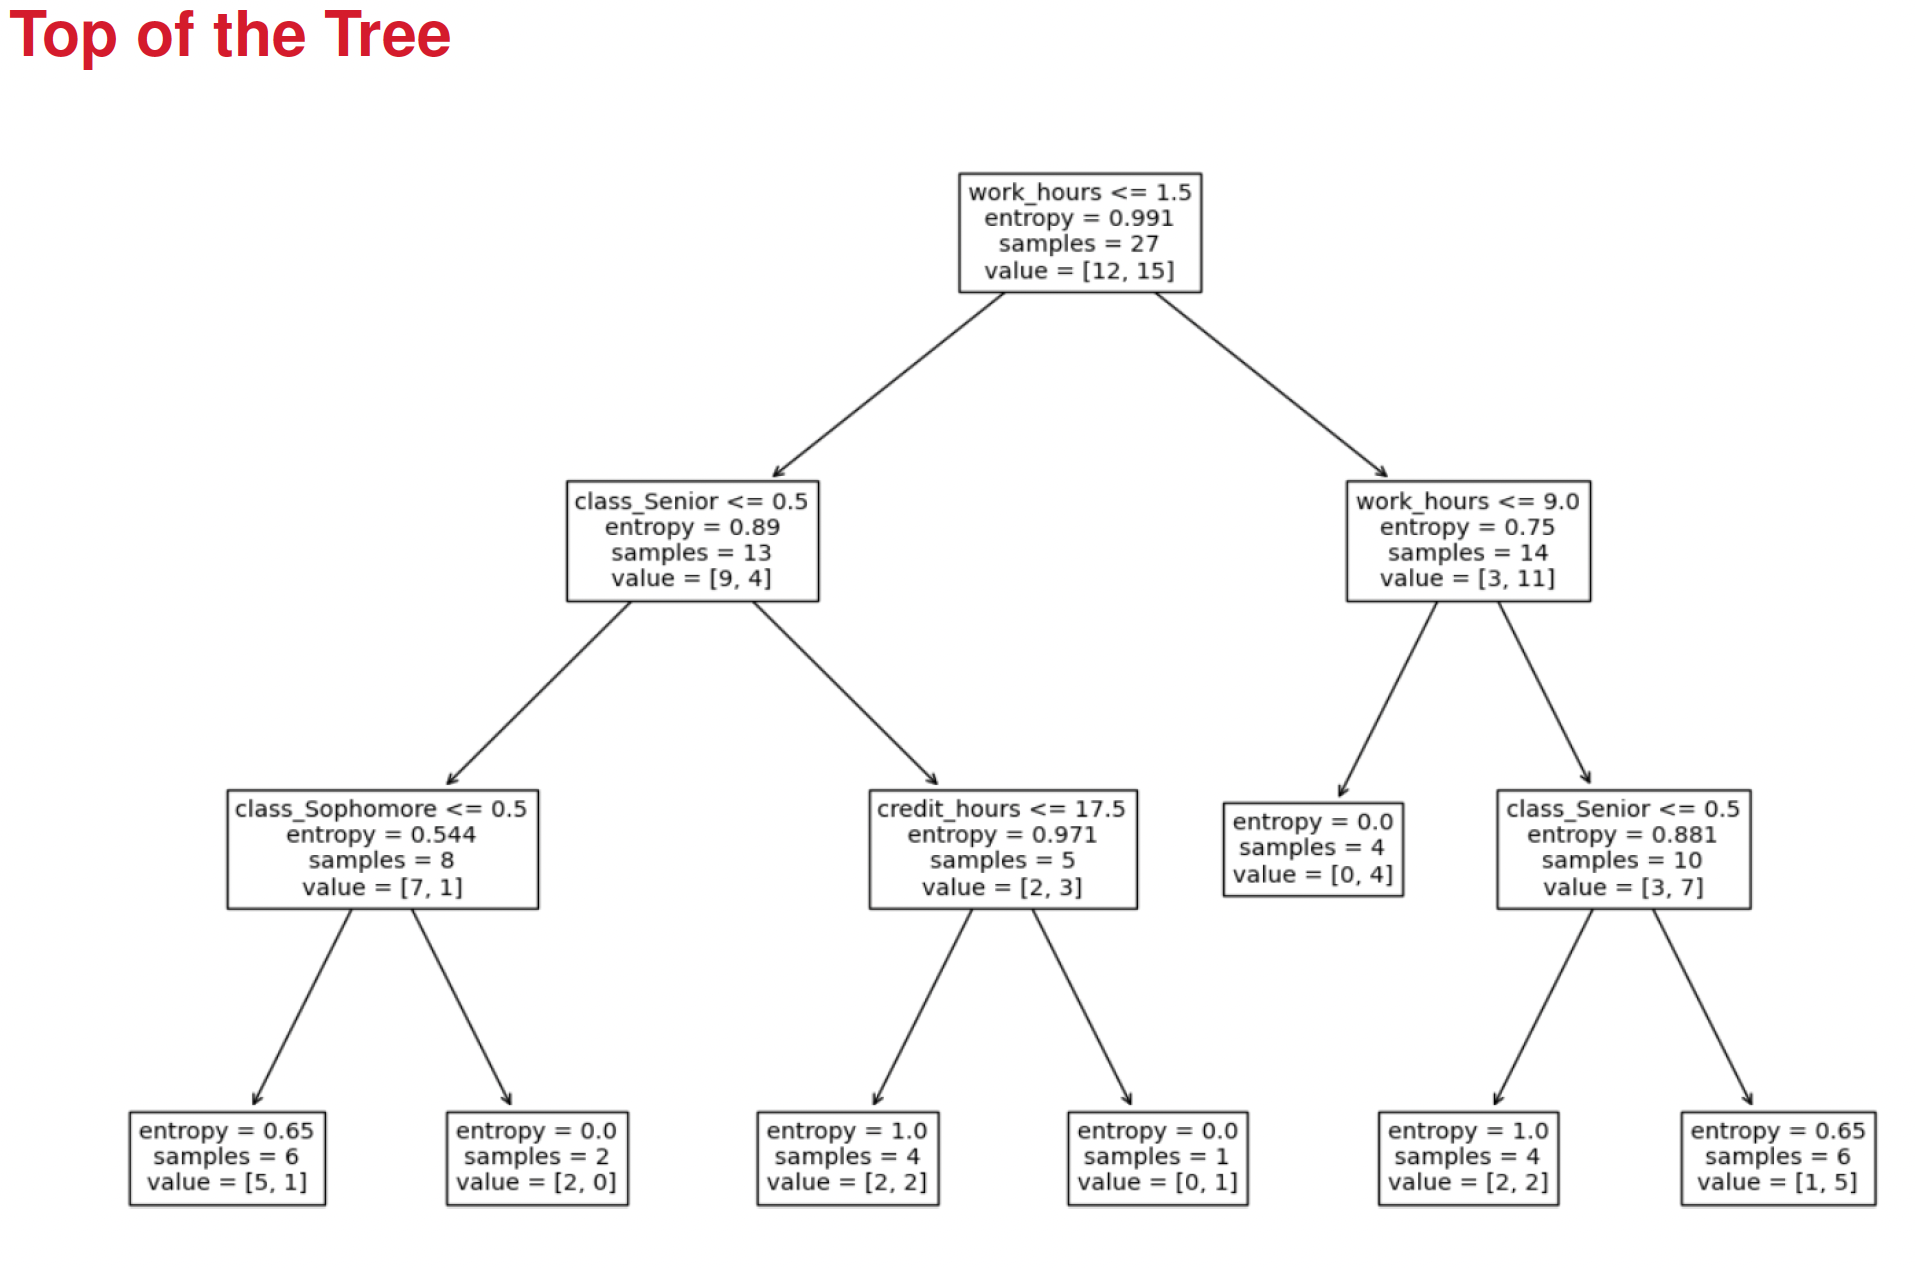 Top of the Tree
work_hours <= 1.5
entropy = 0.991
samples = 27
value = [12, 15]
class_Senior <= 0.5
entropy = 0.89
samples = 13
value = [9, 4]
work_hours <= 9.0
entropy = 0.75
samples = 14
value = [3, 11]
class_Sophomore <= 0.5
entropy = 0.544
samples = 8
value = [7, 1]
credit_hours <= 17.5
entropy = 0.971
samples = 5
value = [2, 3]
entropy = 0.0
samples = 4
value = [0, 4]
class_Senior <= 0.5
entropy = 0.881
samples = 10
value = [3, 7]
entropy = 0.65
samples = 6
value = [5, 1]
entropy = 0.0
samples = 2
value = [2, 0]
entropy = 1.0
samples = 4
value = [2, 2]
entropy = 0.0
samples = 1
value = [0, 1]
entropy = 1.0
samples = 4
value = [2, 2]
entropy = 0.65
samples = 6
value = [1, 5]